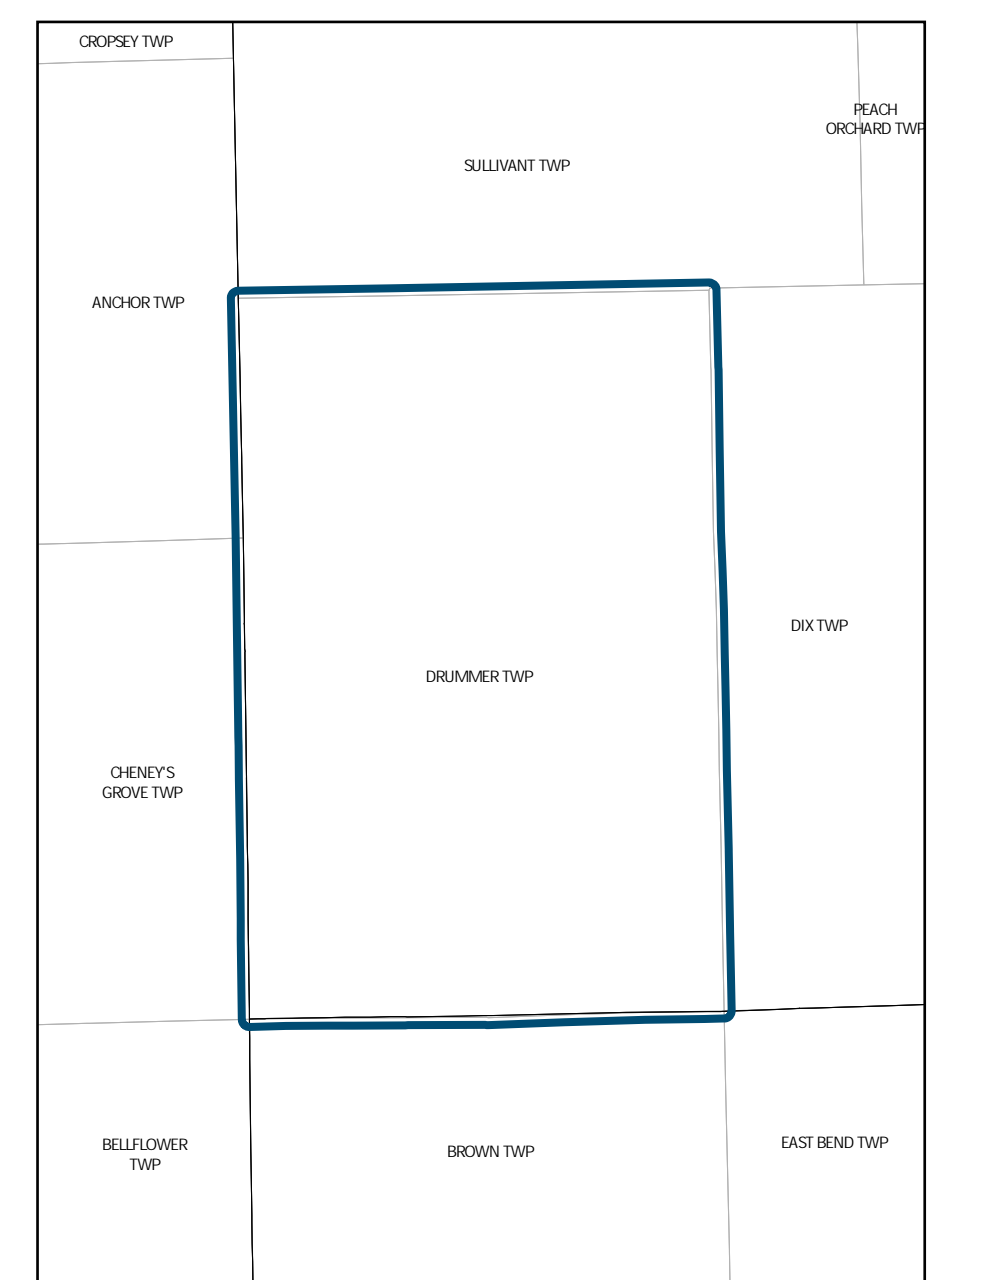 CROPSEY TWP
PEACH
ORCHARD TWP
SULLIVANT TWP
ANCHOR TWP
DIX TWP
DRUMMER TWP
CHENEY'S
GROVE TWP
BELLFLOWER
TWP
BROWN TWP
EAST BEND TWP